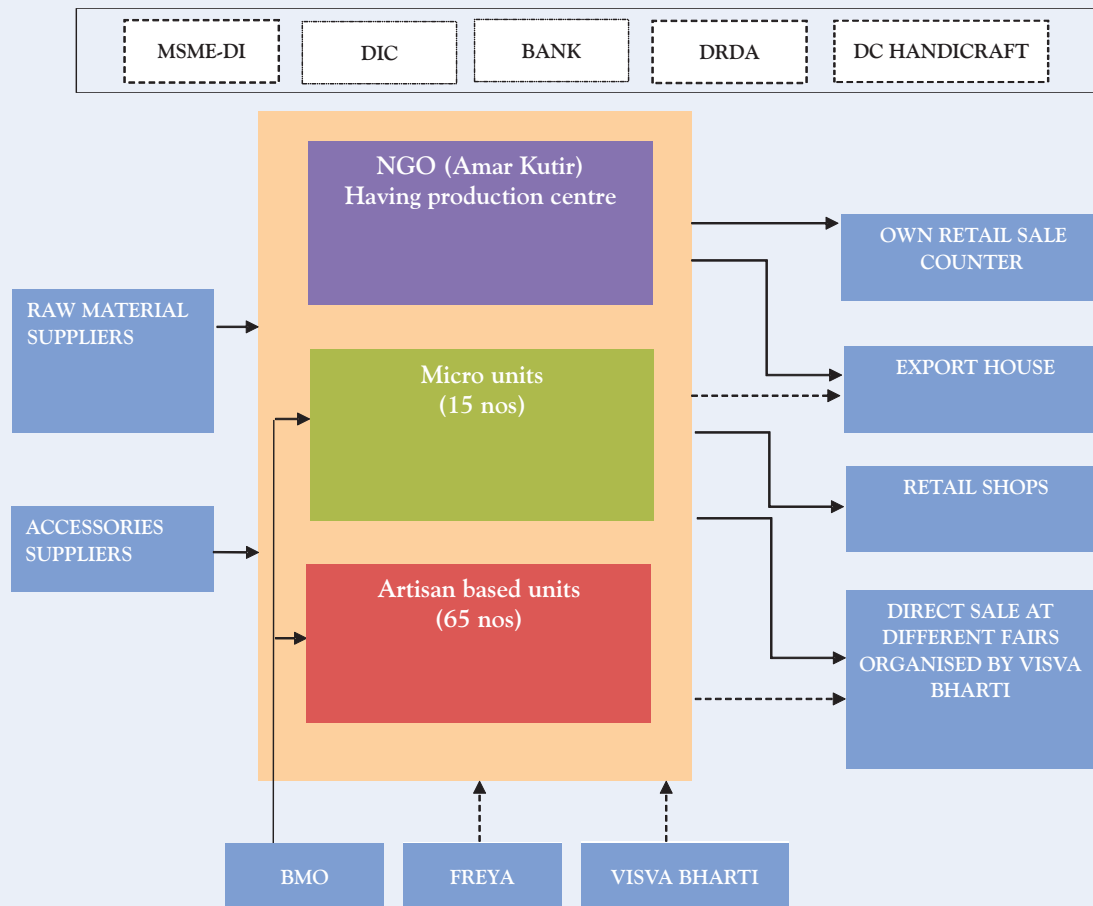 MSME-DI
DIC
BANK
DRDA
DC HANDICRAFT
NGO (Amar Kutir)
Having production centre
OWN RETAIL SALE
COUNTER
RAW MATERIAL
SUPPLIERS
Micro units
(15 nos)
EXPORT HOUSE
RETAIL SHOPS
ACCESSORIES
SUPPLIERS
Artisan based units
(65 nos)
DIRECT SALE AT
DIFFERENT FAIRS
ORGANISED BY VISVA
BHARTI
BMO
FREYA
VISVA BHARTI